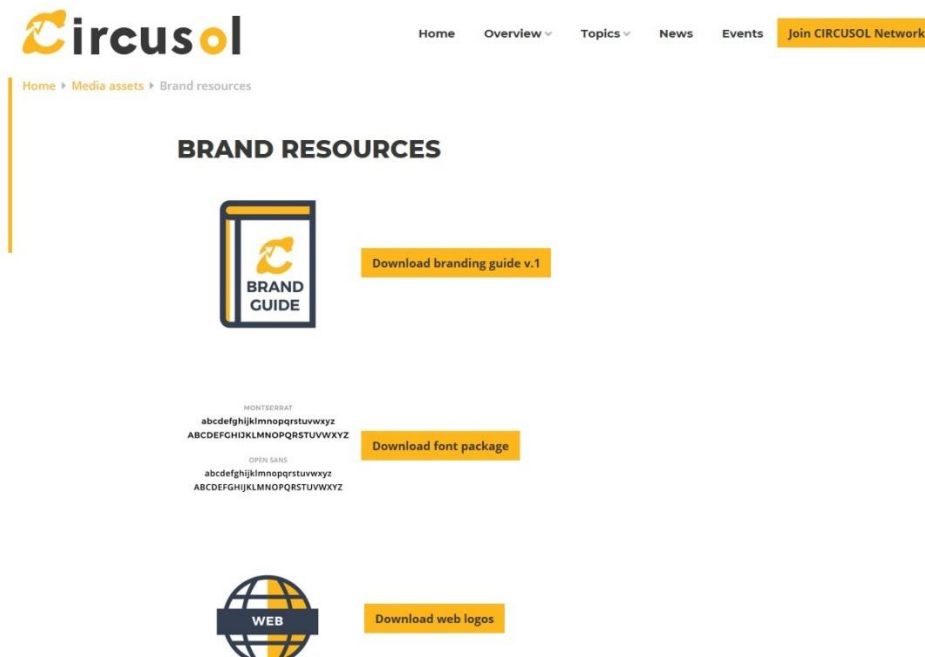 Circusol
Home Overview Topics News Events Join CIRCUSOL Network
Home Media assets Brand resources
BRAND RESOURCES
BRAND
GUIDE
Download branding guide v.1
MONTSERRAT
abcdefghijklmnopqrstuvwxyz
ABCDEFGHIJKLMNOPQRSTUVWXYZ
OPEN SANS
abcdefghijklmnopqrstuvwxyz
ABCDEFGHIJKLMNOPQRSTUVWXYZ
Download font package
WEB
Download web logos